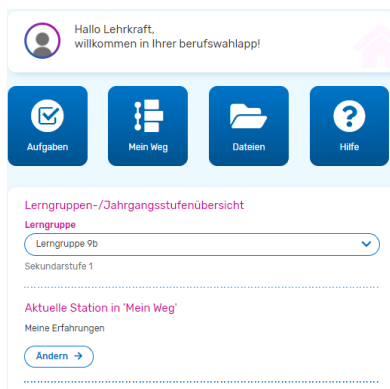 Hallo Lehrkraft,
willkommen in Ihrer berufswahlapp!
Aufgaben
Mein Weg
Dateien
Hilfe
Lerngruppen-/Jahrgangsstufenübersicht
Lerngruppe
Lerngruppe 9b
Sekundarstufe 1
Aktuelle Station in 'Mein Weg'
Meine Erfahrungen
Ändern